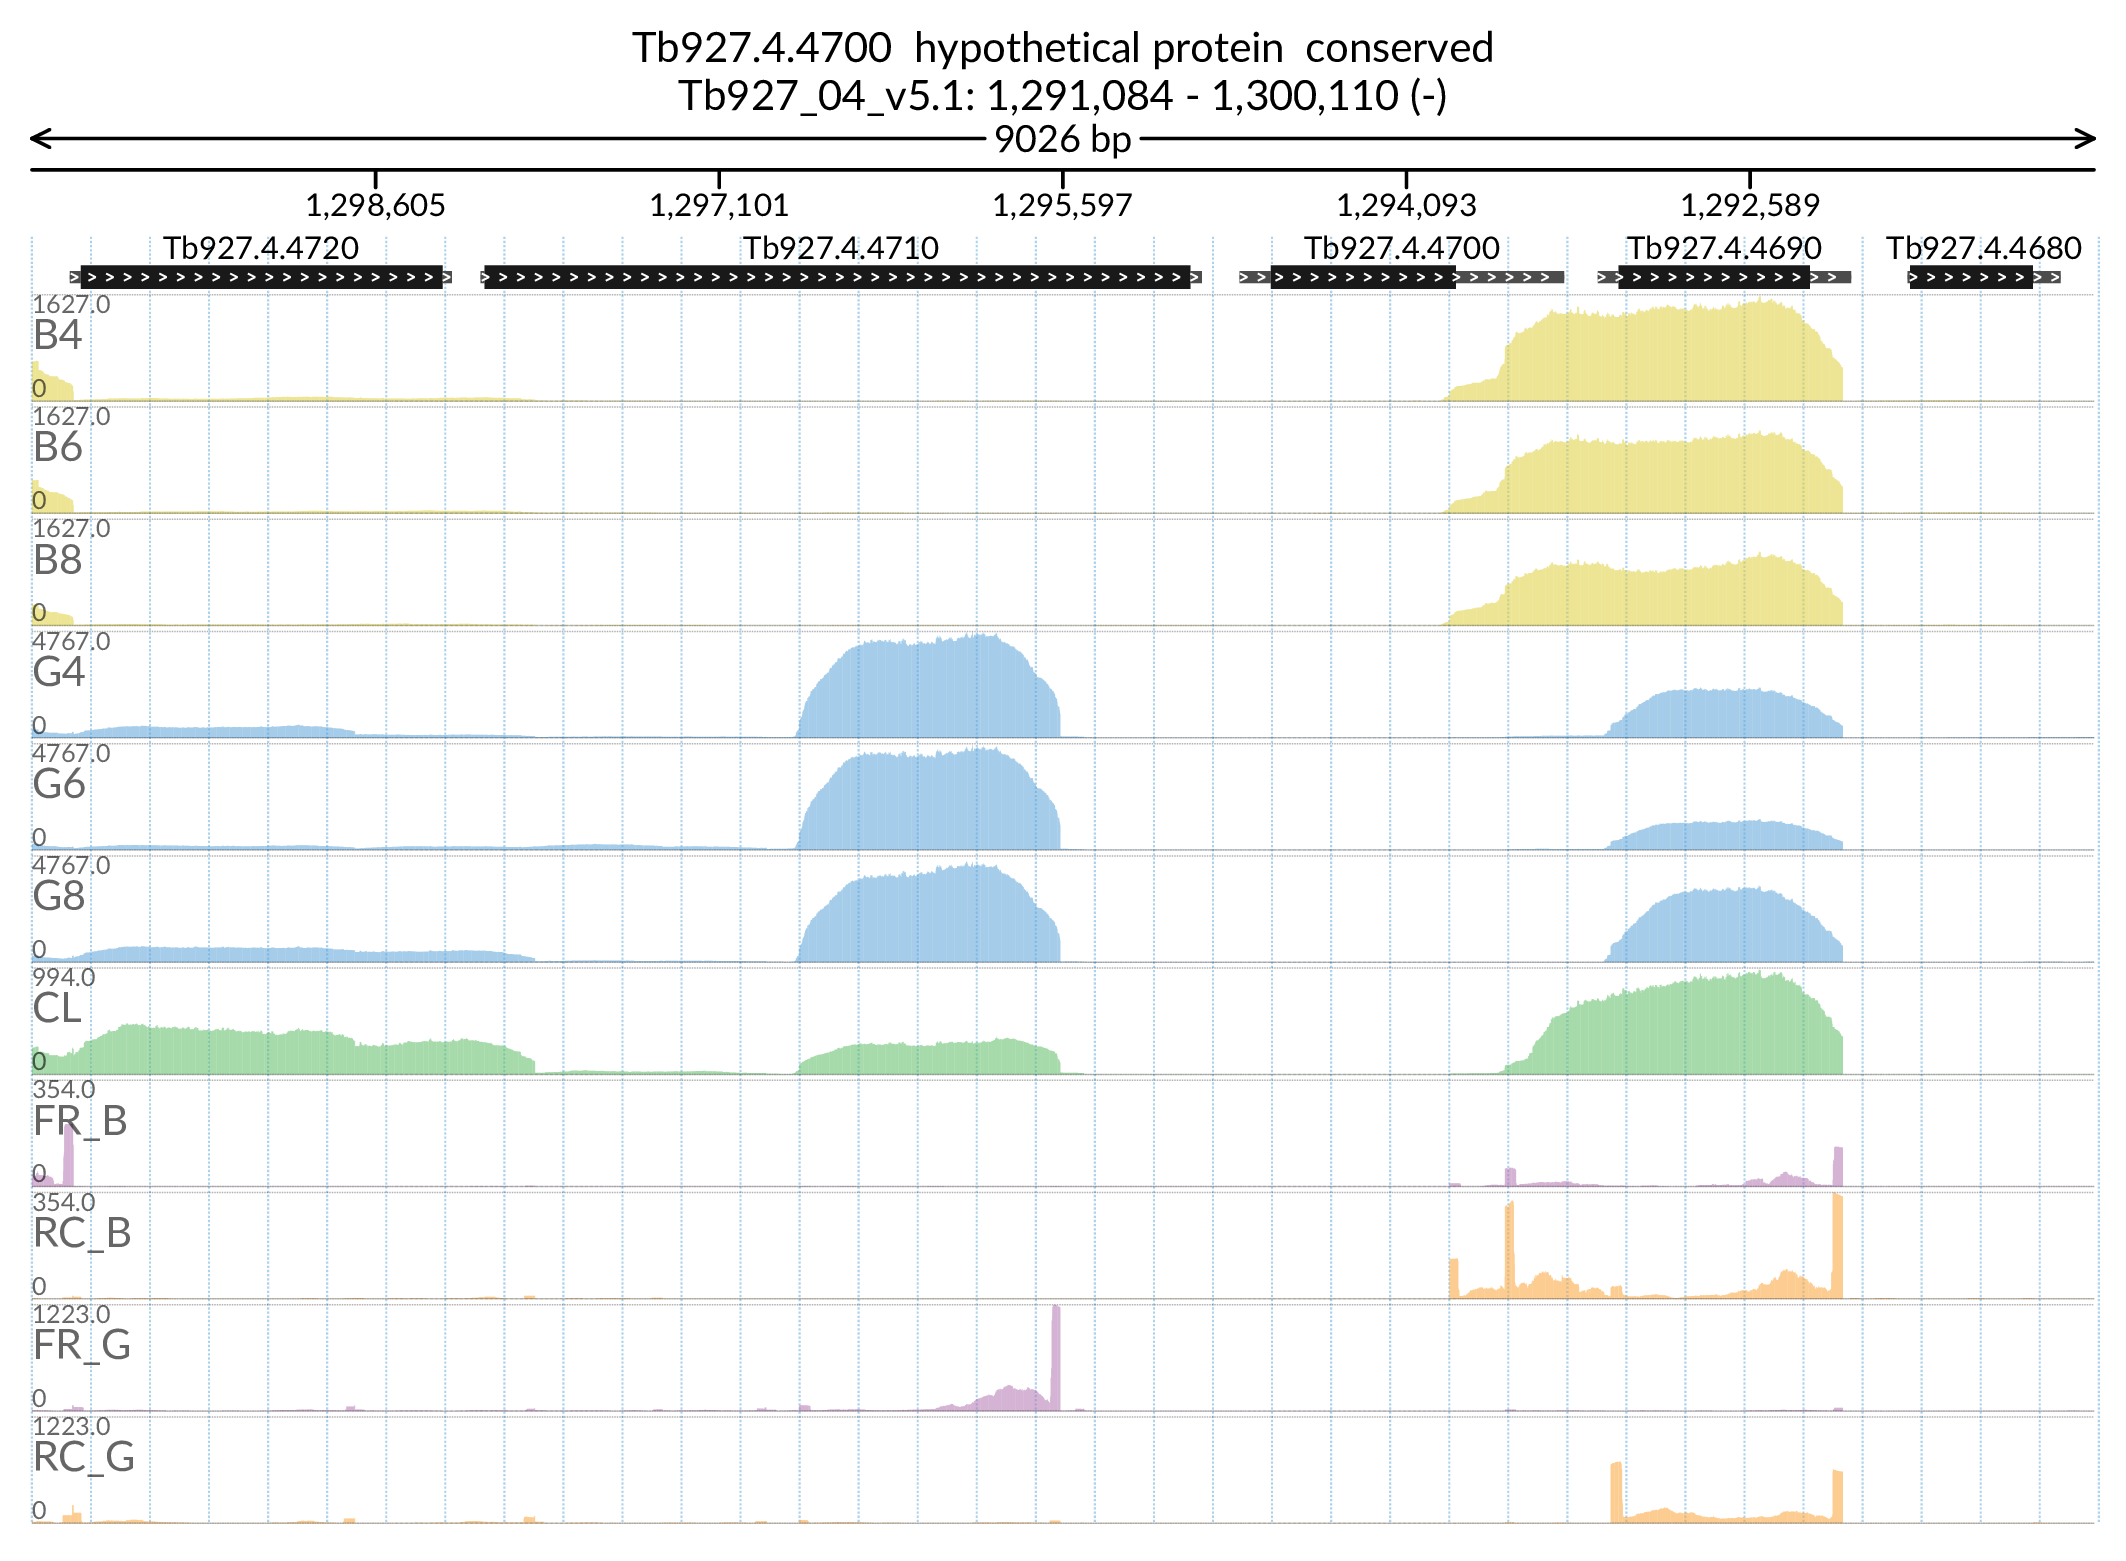 Tb927.4.4700 hypothetical protein conserved
Tb927_04_v5.1: 1,291,084 - 1,300,110 (-)
9026 bp
1,298,605 1,297,101 1,295,597 1,294,093 1,292,589
Tb927.4.4720 Tb927.4.4710 Tb927.4.4700 Tb927.4.4690 Tb927.4.4680
1627.0
B4
0
1627.0
B6
0
1627.0
B8
0
4767.0
G4
0
4767.0
G6
0
4767.0
G8
0
994.0
CL
0
354.0
FR_B
0
354.0
RC_B
0
1223.0
FR_G
0
1223.0
RC_G
0